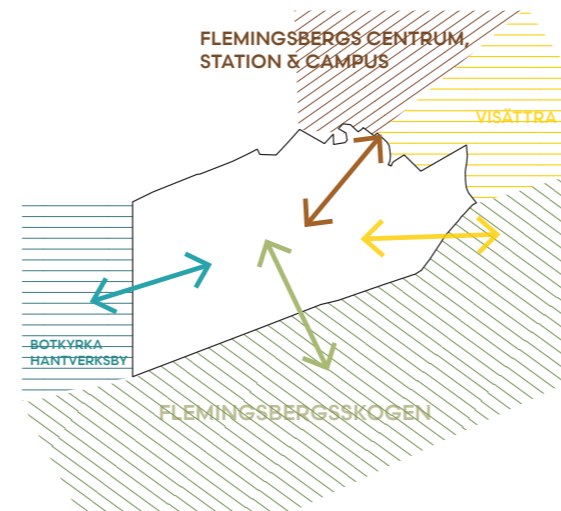 FLEMINGSBERGS CENTRUM,
STATION & CAMPUS
VISÄTTRA
BOTKYRKA
HANTVERKSBY
FLEMINGSBERGSSKOGEN